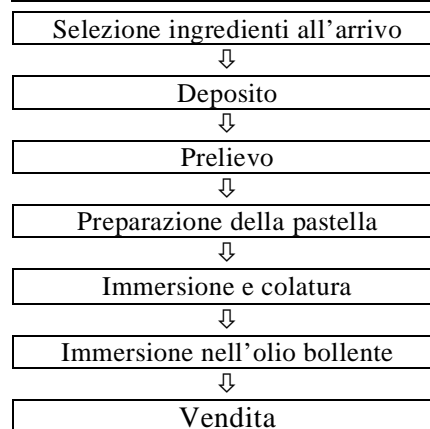 Selezione ingredienti all'arrivo
⇩
Deposito
⇩
Prelievo
⇩
Preparazione della pastella
⇩
Immersione e colatura
⇩
Immersione nell'olio bollente
⇩
Vendita